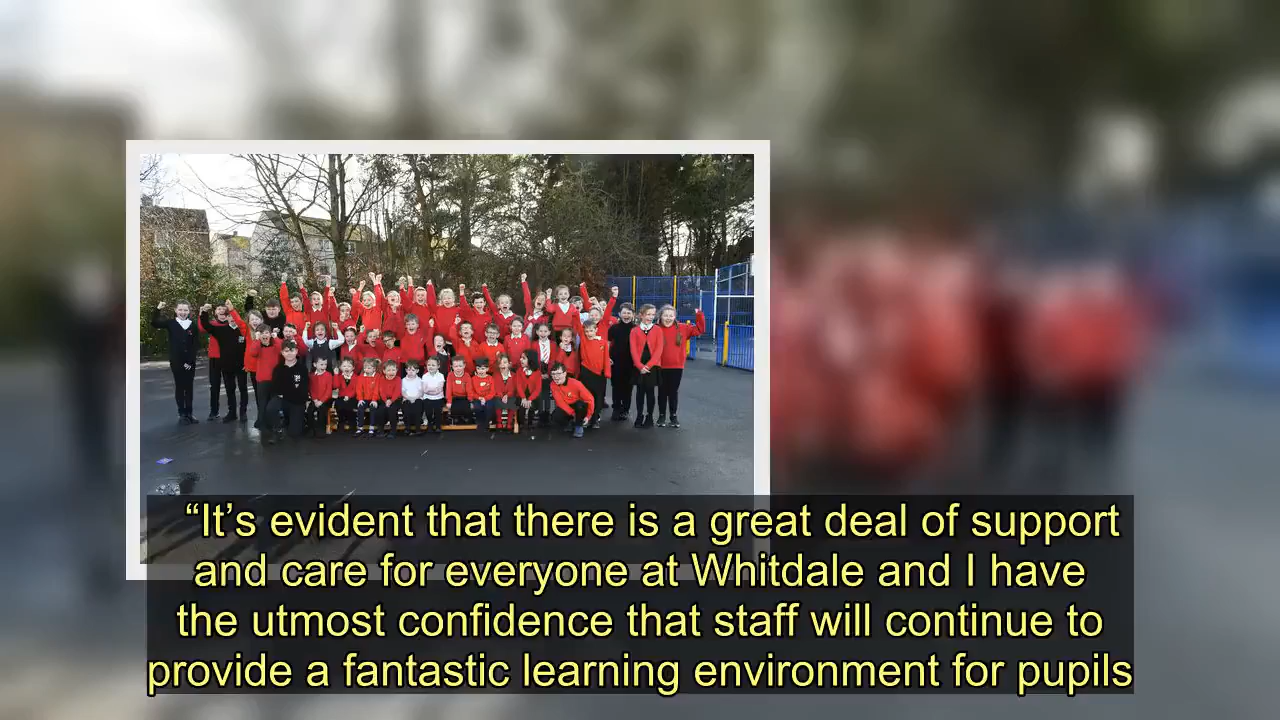 “It’s evident that there is a great deal of support
and care for everyone at Whitdale and I have
the utmost confidence that staff will continue to
provide a fantastic learning environment for pupils